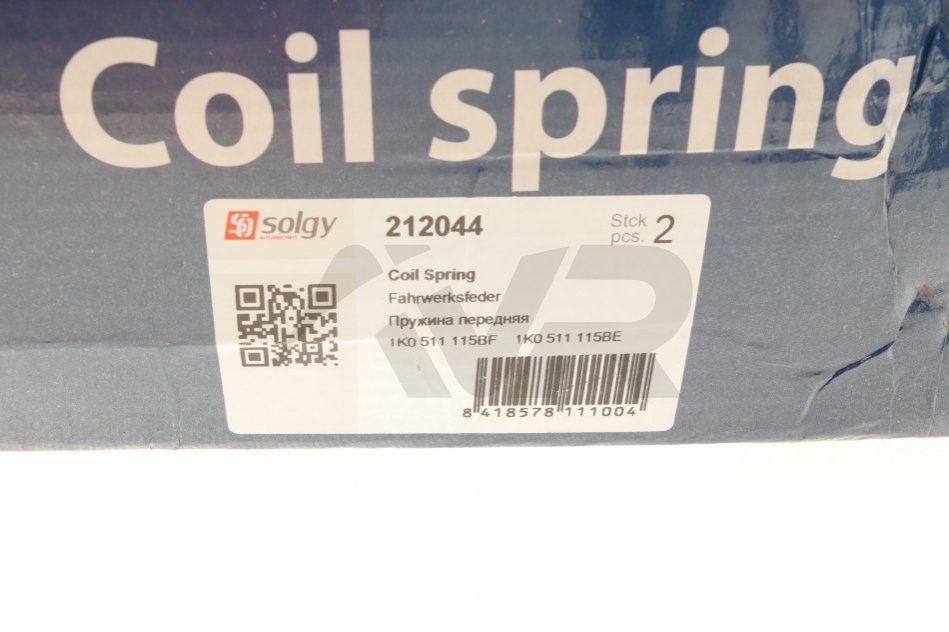 Coil spring
solgy 212044 Stck pcs. 2
Coil Spring
Fahrwerksfeder
Пружина передняя
1K0 511 115BF 1K0 511 115BE
8 418578 111004
VR